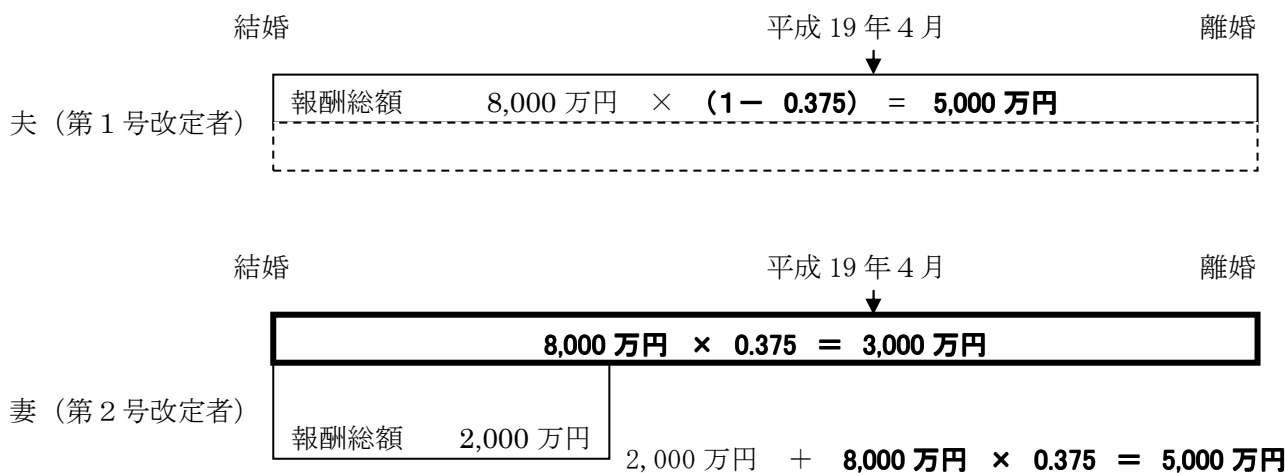 結婚 平成 19 年 4 月 離婚
夫（第１号改定者） 報酬総額 8,000 万円 × （1－ 0.375） ＝ 5,000 万円
結婚 平成 19 年 4 月 離婚
8,000 万円 × 0.375 ＝ 3,000 万円
妻（第２号改定者）
報酬総額 2,000 万円
2,000 万円 ＋ 8,000 万円 × 0.375 ＝ 5,000 万円